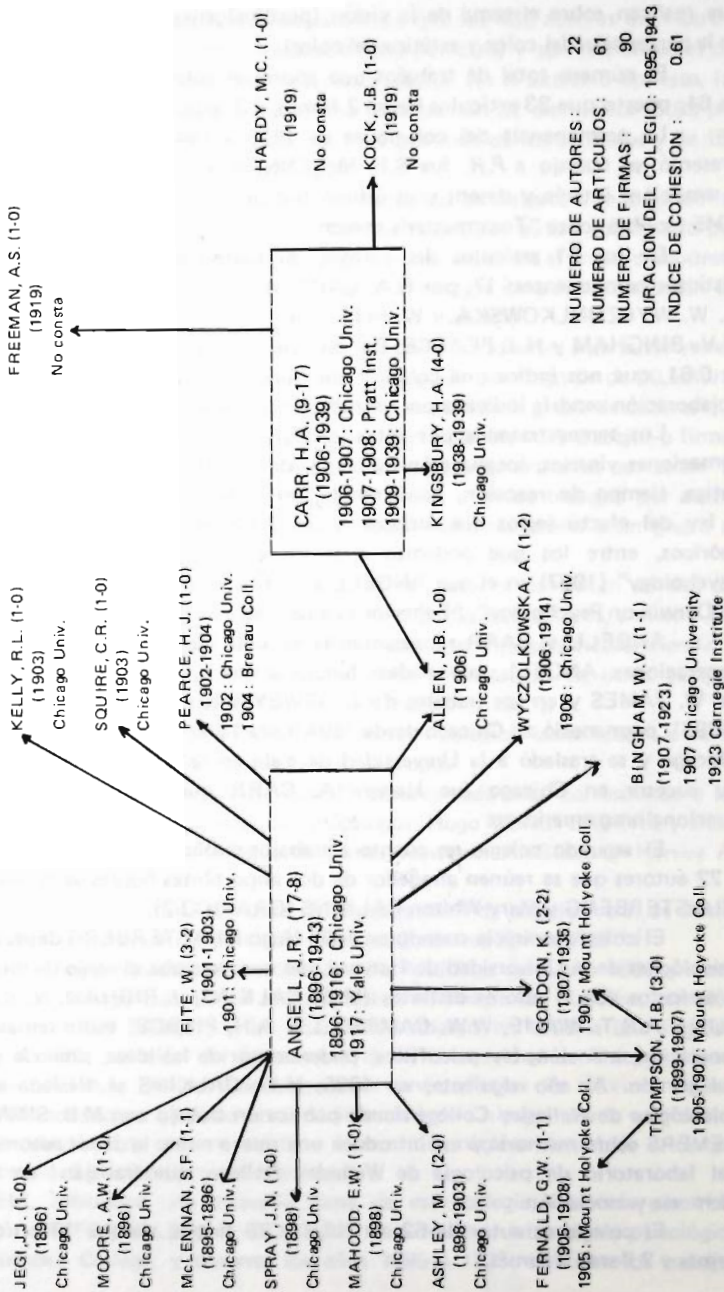 JEGI, J.I. (1-0)
(1896)
Chicago Univ.
MOORE, A.W. (1-0)
(1896)
Chicago Univ.
McLENNAN, S.F. (1-1)
(1895-1896)
Chicago Univ.
SPRAY, J.N. (1-0)
(1898)
Chicago Univ.
MAHOOD, E.W. (1-0)
(1899)
Chicago Univ.
ASHLEY, M.L. (2-0)
(1898-1903)
Chicago Univ.
FERNALD, G.W. (1-1)
(1905-1908)
1905: Mount Holyoke Coll.
WHITE, W. (3-2)
(1901-1903)
1901: Chicago Univ.
ANGELL, J.R. (17-8)
(1896-1943)
1896-1917: Chicago Univ.
1917: Yale Univ.
GORDON, K. (2-2)
(1907-1935)
1907: Mount Holyoke Coll.
THOMPSON, H.B. (3-0)
(1895-1907)
1905-1907: Mount Holyoke Coll.
KELLY, R.L. (1-0)
(1903)
Chicago Univ.
SQUIRE, C.R. (1-0)
(1903)
Chicago Univ.
PEARCE, H.J. (1-0)
(1902-1904)
1902: Chicago Univ.
1904: Brenau Coll.
ALLEN, J.B. (1-0)
(1906)
Chicago Univ.
WYCZOLKOWSKA, A. (1-2)
(1906-1914)
1906: Chicago Univ.
BINGHAM, W.V. (1-1)
(1907-1923)
1907 Chicago University
1923 Carnegie Institute
FREEMAN, A.S. (1-0)
(1919)
No consta
CARR, H.A. (9-17)
(1906-1939)
1906-1907: Chicago Univ.
1907-1908: Pratt Inst.
1909-1939: Chicago Univ.
KINGSBURY, H.A. (4-0)
(1938-1939)
Chicago Univ.
HARDY, M.C. (1-0)
(1919)
No consta
KOCK, J.B. (1-0)
(1919)
No consta
NUMERO DE AUTORES: 22
NUMERO DE ARTICULOS 61
NUMERO DE FIRMAS: 90
DURACION DEL COLEGIO: 1895-1943
INDICE DE COHESION: 0.61